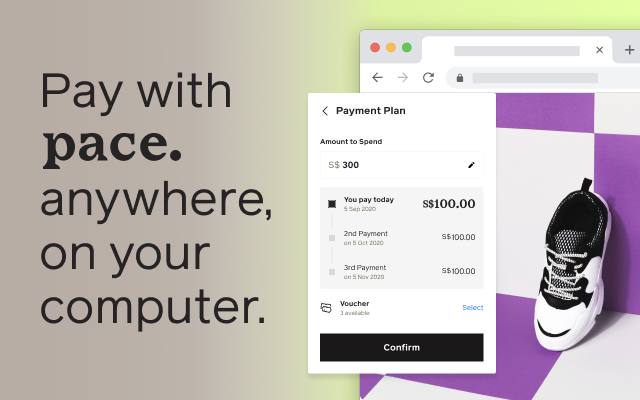 Pay with
pace.
anywhere,
on your
computer.
Payment Plan
Amount to Spend
S$ 300
You pay today
S$100.00
5 Sep 2020
2nd Payment
S$100.00
on 5 Oct 2020
3rd Payment
S$100.00
on 5 Nov 2020
Voucher
Select
3 available
Confirm